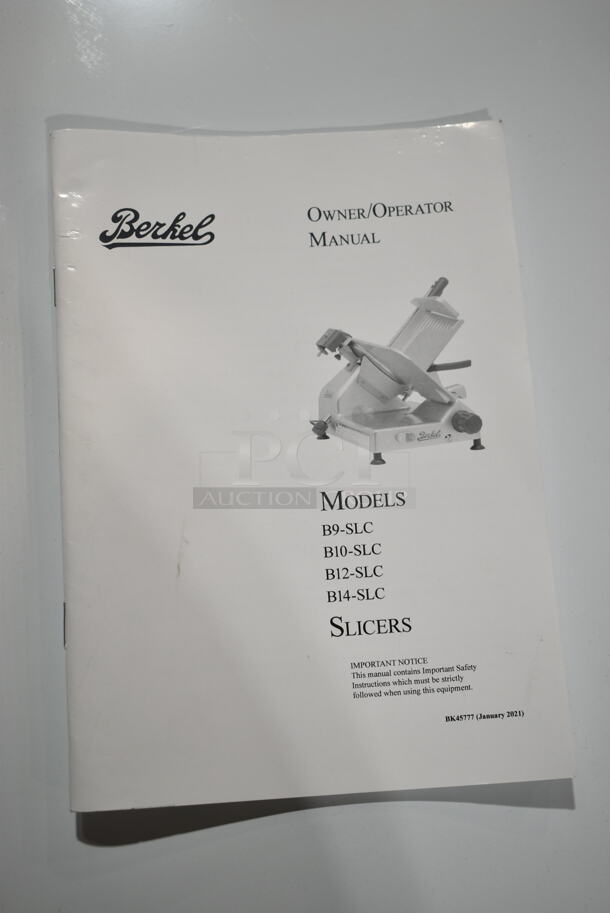 Berkel
OWNER/OPERATOR
MANUAL
Berkel
PCI
AUCTION
MODELS
B9-SLC
B10-SLC
B12-SLC
B14-SLC
SLICERS
IMPORTANT NOTICE
This manual contains Important Safety
Instructions which must be strictly
followed when using this equipment.
BK45777 (January 2021)